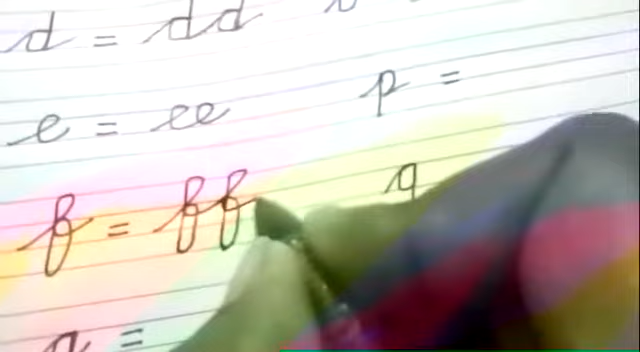 d = dd
e = ee
p =
f = ff
q
g =